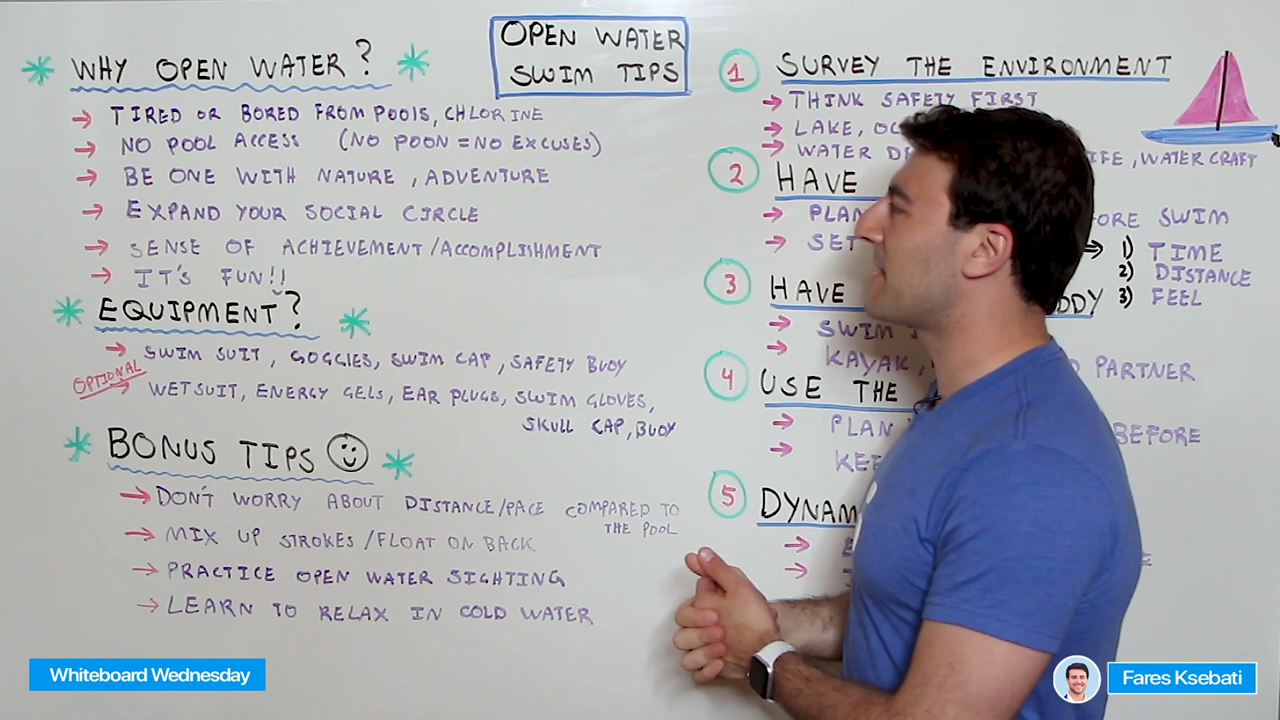 OPEN WATER
SWIM TIPS
WHY OPEN WATER?
→ TIRED OR BORED FROM POOLS, CHLORINE
→ NO POOL ACCESS (NO POON = NO EXCUSES)
→ BE ONE WITH NATURE, ADVENTURE
→ EXPAND YOUR SOCIAL CIRCLE
→ SENSE OF ACHIEVEMENT/ACCOMPLISHMENT
→ IT'S FUN!!
EQUIPMENT?
→ SWIM SUIT, GOGGLES, SWIM CAP, SAFETY BUOY
OPTIONAL → WETSUIT, ENERGY GELS, EAR PLUGS, SWIM GLOVES,
SKULL CAP, BUOY
BONUS TIPS
→ DON'T WORRY ABOUT DISTANCE/PACE COMPARED TO
THE POOL
→ MIX UP STROKES/FLOAT ON BACK
→ PRACTICE OPEN WATER SIGHTING
→ LEARN TO RELAX IN COLD WATER
1 SURVEY THE ENVIRONMENT
→ THINK SAFETY FIRST
→ LAKE,
→ WATER IFE, WATER CRAFT
2 HAVE
→ PLAN ORE SWIM
→ SET → 1) TIME
2) DISTANCE
3) FEEL
3 HAVE DDY
→ SWIM
→ KAYAK, PARTNER
4 USE THE
→ PLAN BEFORE
→ KEE
5 DYNAM
Whiteboard Wednesday
Fares Ksebati